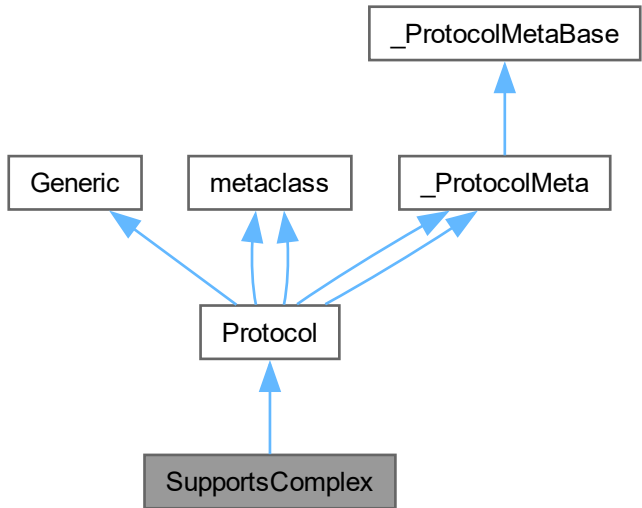 _ProtocolMetaBase
Generic
metaclass
_ProtocolMeta
Protocol
SupportsComplex